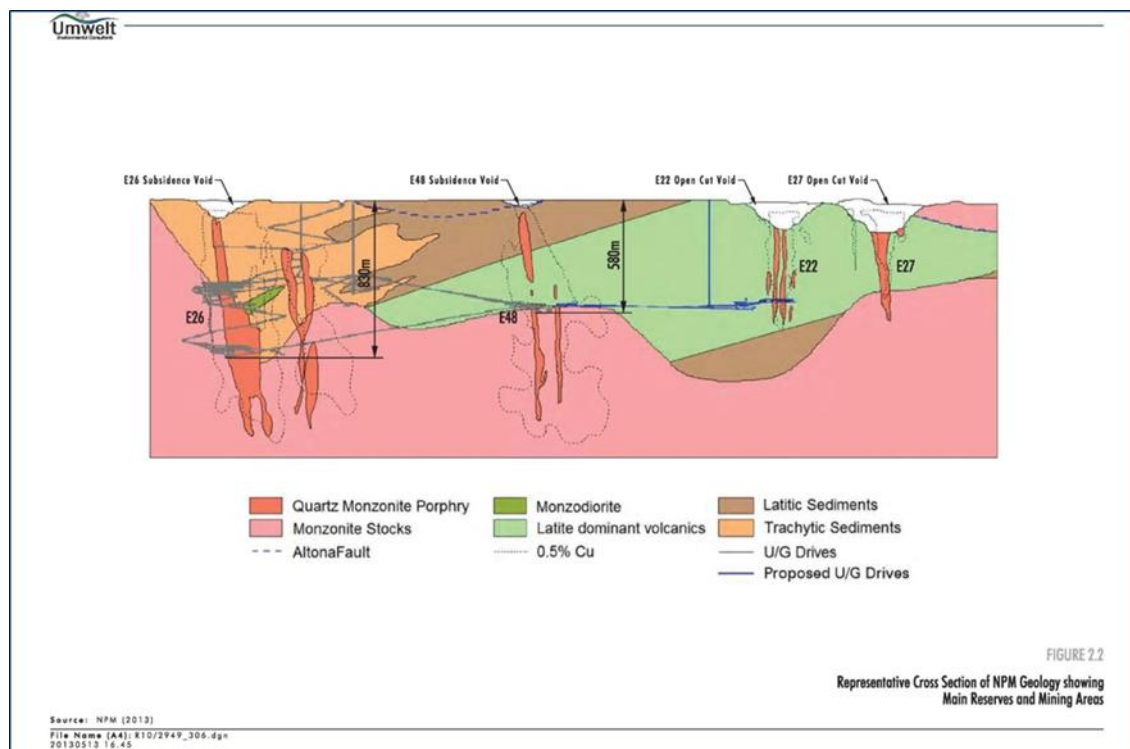 Umwelt
Environmental Consultants
E26 Subsidence Void
E48 Subsidence Void
E22 Open Cut Void
E27 Open Cut Void
830m
580m
E22
E27
E26
E48
Quartz Monzonite Porphry
Monzodiorite
Latitic Sediments
Monzonite Stocks
Latite dominant volcanics
Trachytic Sediments
AltonaFault
0.5% Cu
U/G Drives
Proposed U/G Drives
FIGURE 2.2
Representative Cross Section of NPM Geology showing
Main Reserves and Mining Areas
Source: NPM (2013)
File Name (A4): R10/2949_306.dgn
20130513 16.45